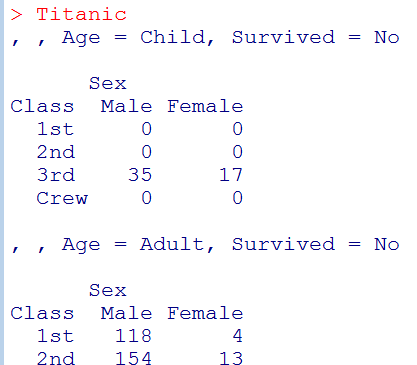 > Titanic
, , Age = Child, Survived = No
Sex
Class Male Female
1st 0 0
2nd 0 0
3rd 35 17
Crew 0 0
, , Age = Adult, Survived = No
Sex
Class Male Female
1st 118 4
2nd 154 13